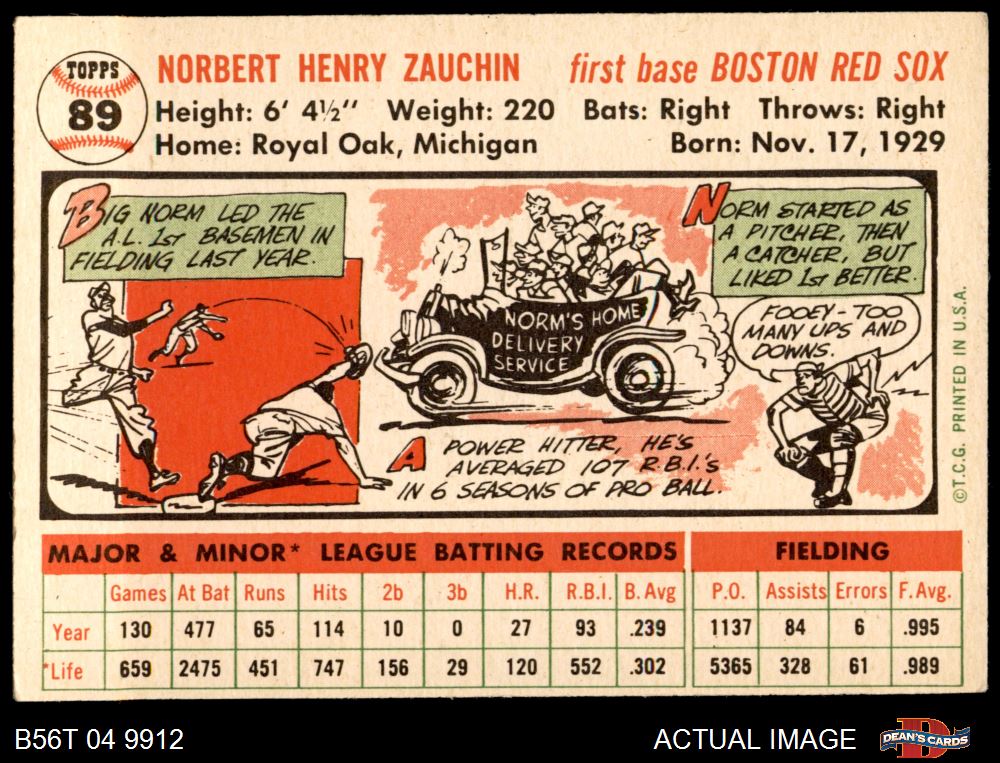 TOPPS
89
NORBERT HENRY ZAUCHIN first base BOSTON RED SOX
Height: 6' 4½" Weight: 220 Bats: Right Throws: Right
Home: Royal Oak, Michigan Born: Nov. 17, 1929
BIG NORM LED THE
A.L. 1ST BASEMEN IN
FIELDING LAST YEAR.
NORM'S HOME
DELIVERY
SERVICE
A POWER HITTER, HE'S
AVERAGED 107 R.B.I.'S
IN 6 SEASONS OF PRO BALL.
NORM STARTED AS
A PITCHER, THEN
A CATCHER, BUT
LIKED 1ST BETTER.
FOOEY-TOO
MANY UPS AND
DOWNS.
©T.C.G. PRINTED IN U.S.A.
MAJOR & MINOR* LEAGUE BATTING RECORDS FIELDING
Games At Bat Runs Hits 2b 3b H.R. R.B.I. B. Avg P.O. Assists Errors F. Avg.
Year 130 477 65 114 10 0 27 93 .239 1137 84 6 .995
*Life 659 2475 451 747 156 29 120 552 .302 5365 328 61 .989
B56T 04 9912 ACTUAL IMAGE DEAN'S CARDS